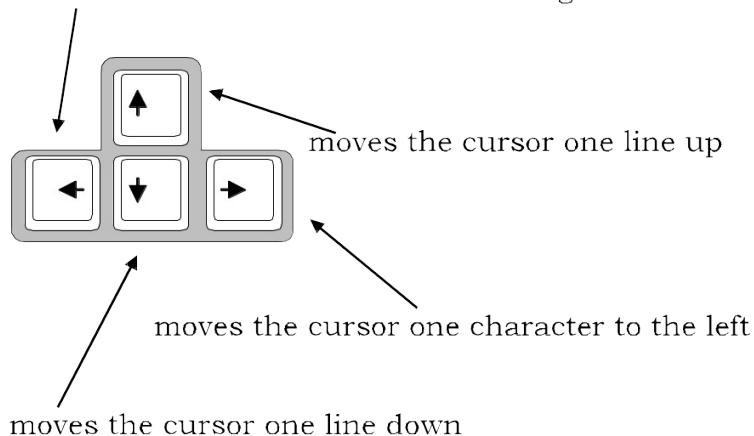 moves the cursor one line up
moves the cursor one character to the left
moves the cursor one line down